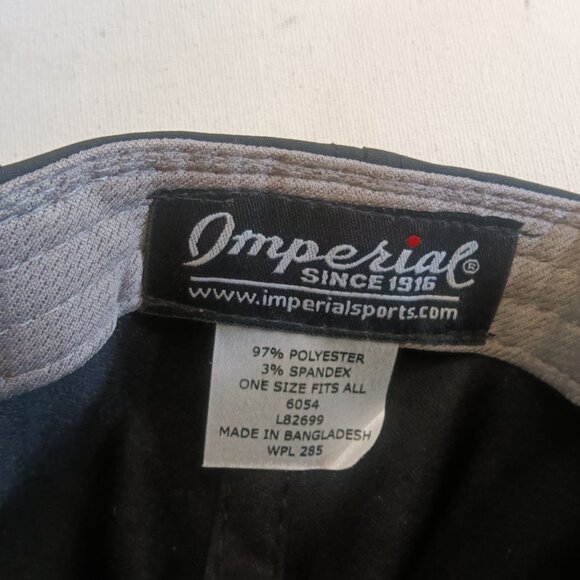 Imperial®
SINCE 1916
www.imperialsports.com
97% POLYESTER
3% SPANDEX
ONE SIZE FITS ALL
6054
L82699
MADE IN BANGLADESH
WPL 285